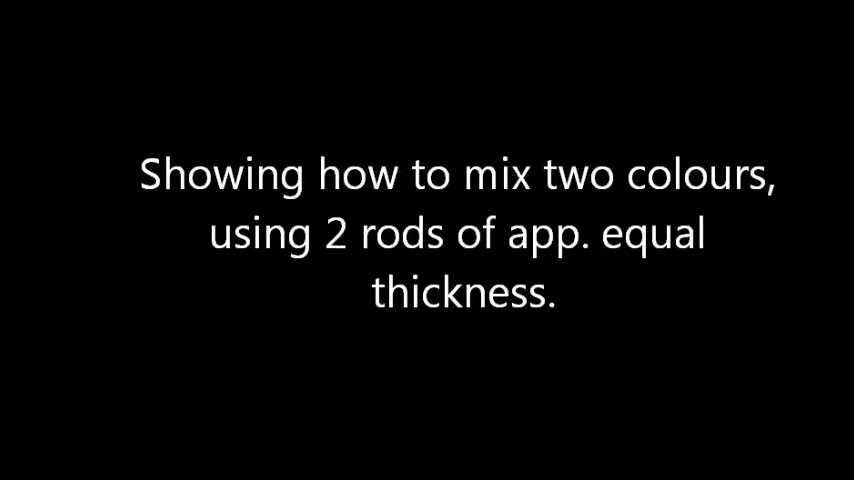 Showing how to mix two colours,
using 2 rods of app. equal
thickness.